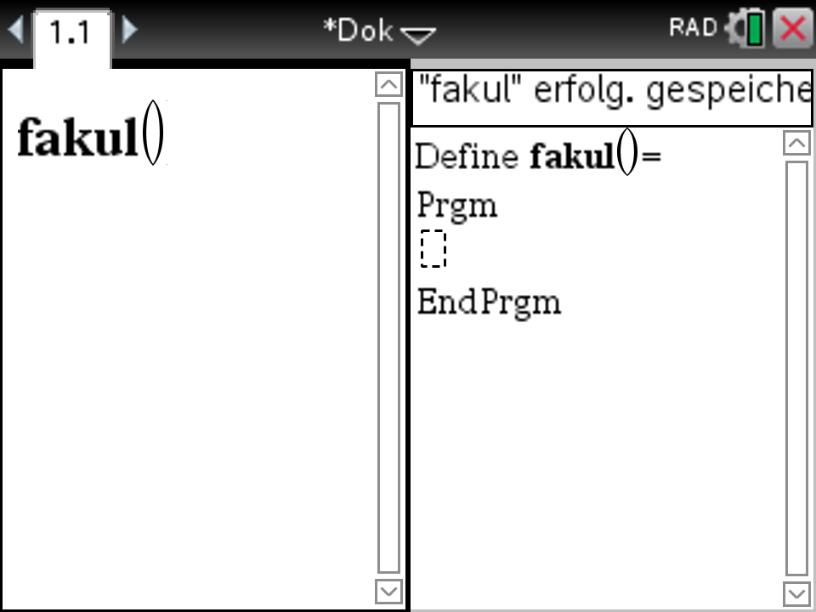 1.1
*Dok
RAD
fakul()
"fakul" erfolg. gespeiche
Define fakul()=
Prgm
EndPrgm